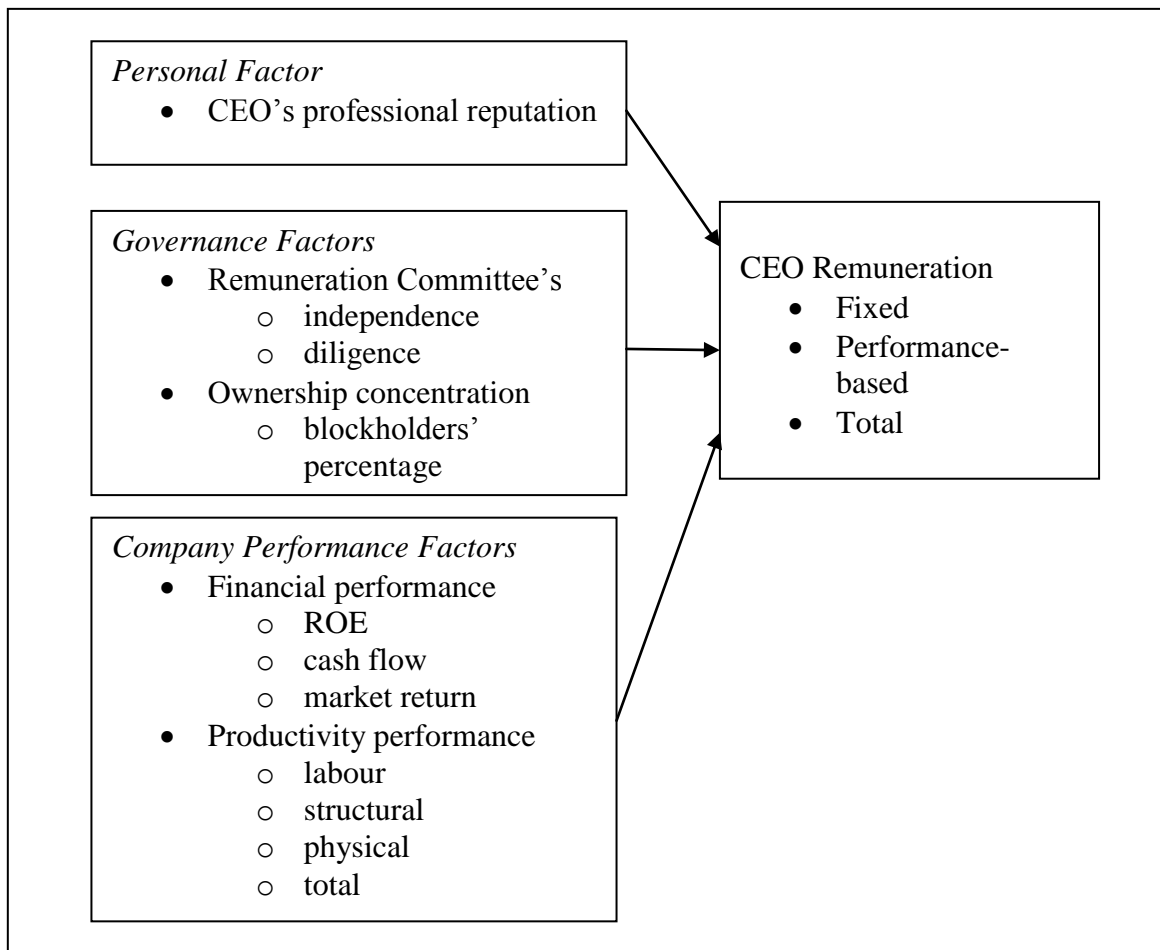 Personal Factor
• CEO’s professional reputation
Governance Factors
• Remuneration Committee’s
o independence
o diligence
• Ownership concentration
o blockholders’
percentage
Company Performance Factors
• Financial performance
o ROE
o cash flow
o market return
• Productivity performance
o labour
o structural
o physical
o total
CEO Remuneration
• Fixed
• Performance-
based
• Total